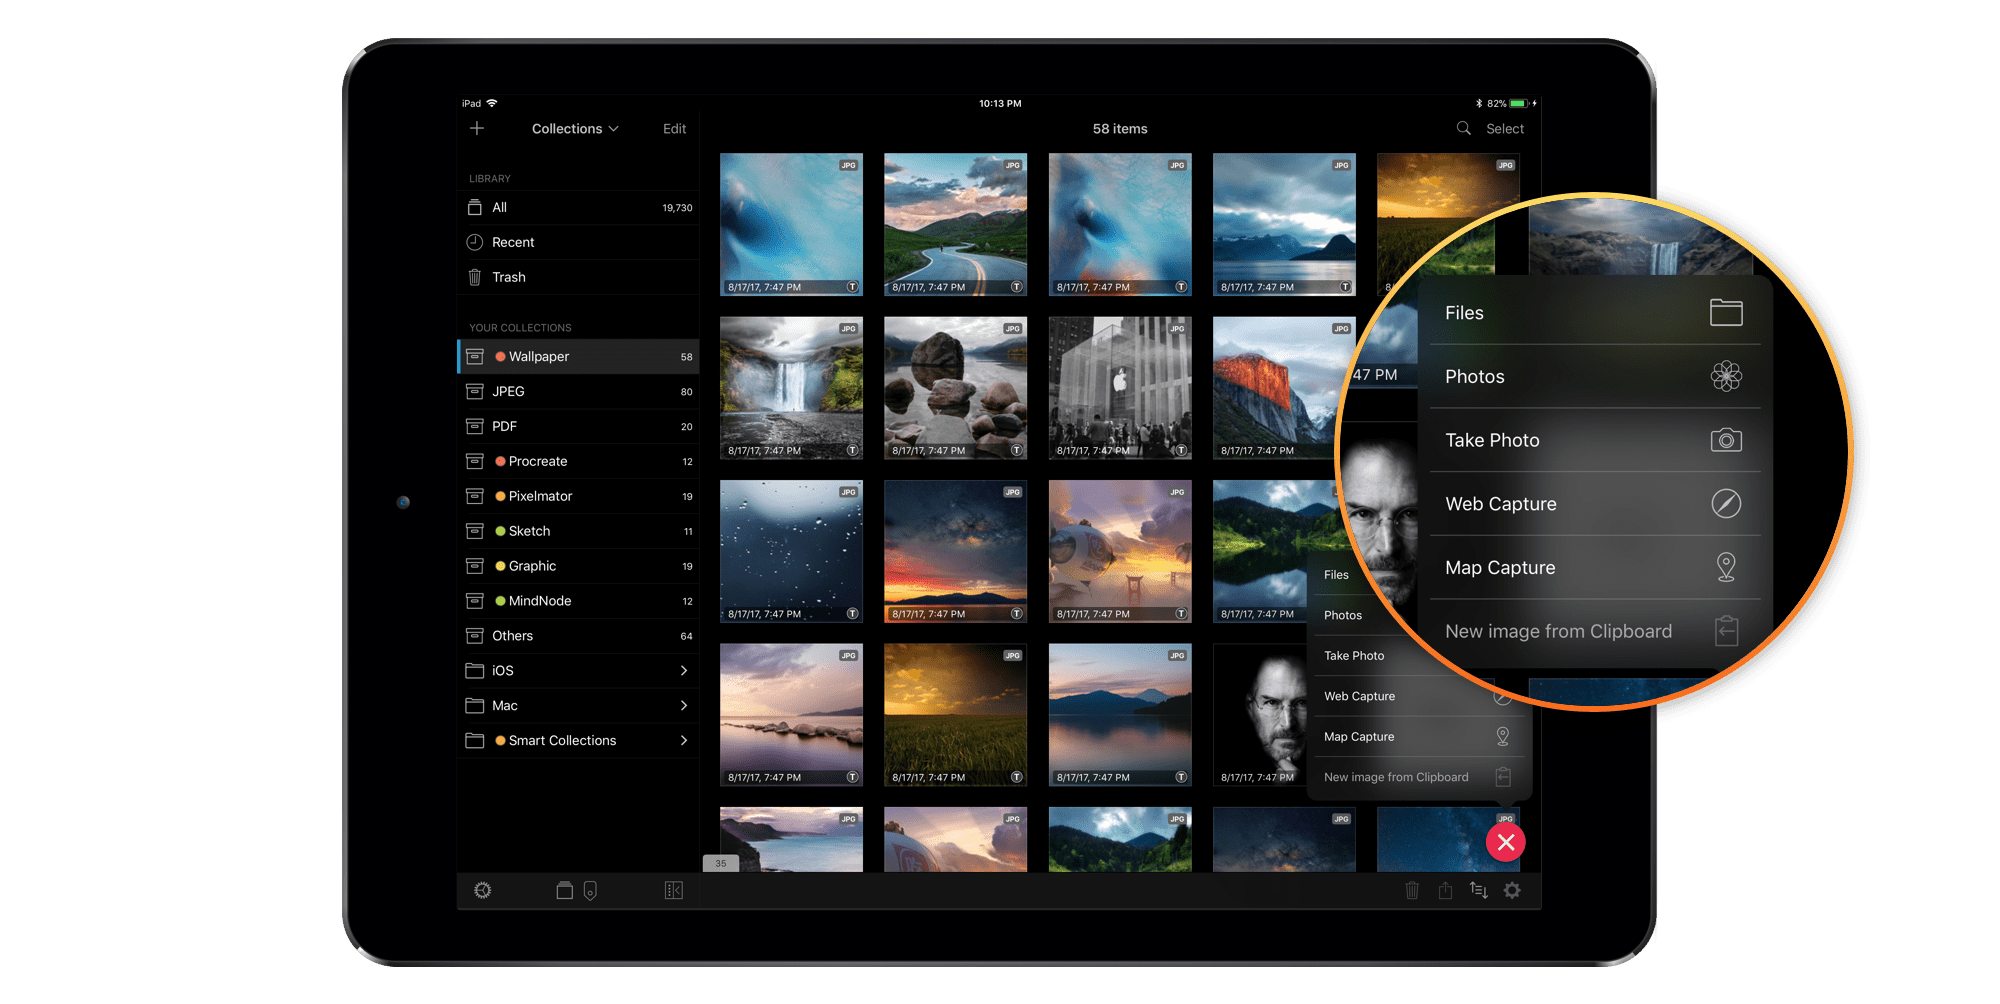 iPad
10:13 PM
82%
Collections
Edit
58 items
Select
LIBRARY
All 19,730
Recent
Trash
YOUR COLLECTIONS
Wallpaper 58
JPEG 80
PDF 20
Procreate 12
Pixelmator 19
Sketch 11
Graphic 19
MindNode 12
Others 64
iOS
Mac
Smart Collections
JPG JPG JPG JPG JPG
8/17/17, 7:47 PM T 8/17/17, 7:47 PM T 8/17/17, 7:47 PM T 8/17/17, 7:47 PM T 8/
JPG JPG JPG JPG
8/17/17, 7:47 PM T 8/17/17, 7:47 PM T 8/17/17, 7:47 PM T 8/17/17, 7:47 PM
JPG JPG JPG
8/17/17, 7:47 PM T 8/17/17, 7:47 PM T 8/17/17, 7:47 PM T 8/17/17, 7:47 PM
JPG JPG JPG
8/17/17, 7:47 PM T 8/17/17, 7:47 PM T 8/17/17, 7:47 PM T 8/17/17, 7:47 PM
JPG JPG JPG JPG JPG
35
Files
Photos
Take Photo
Web Capture
Map Capture
New image from Clipboard
47 PM
Files
Photos
Take Photo
Web Capture
Map Capture
New image from Clipboard